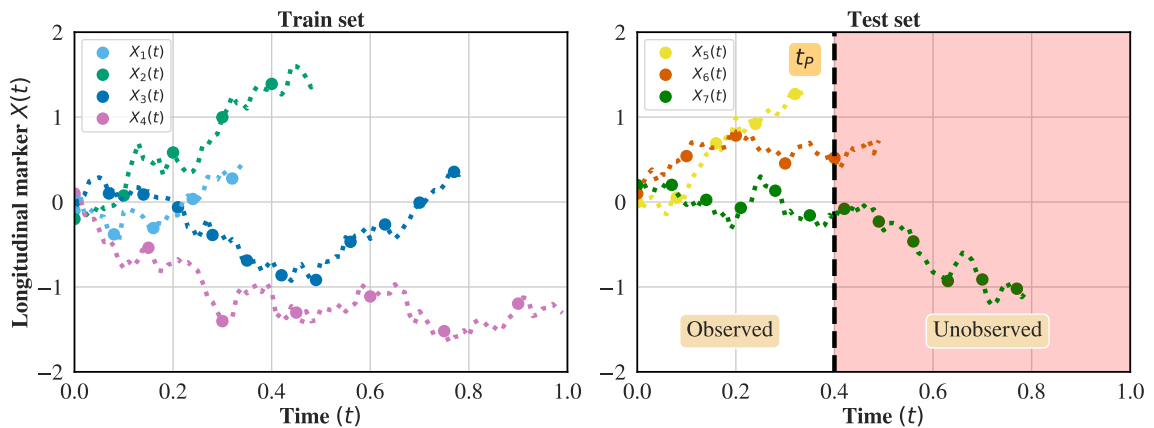 Train set
Longitudinal marker X(t)
2
1
0
−1
−2
X₁(t)
X₂(t)
X₃(t)
X₄(t)
0.0 0.2 0.4 0.6 0.8 1.0
Time (t)
Test set
2
1
0
−1
−2
X₅(t)
X₆(t)
X₇(t)
t_P
Observed
Unobserved
0.0 0.2 0.4 0.6 0.8 1.0
Time (t)